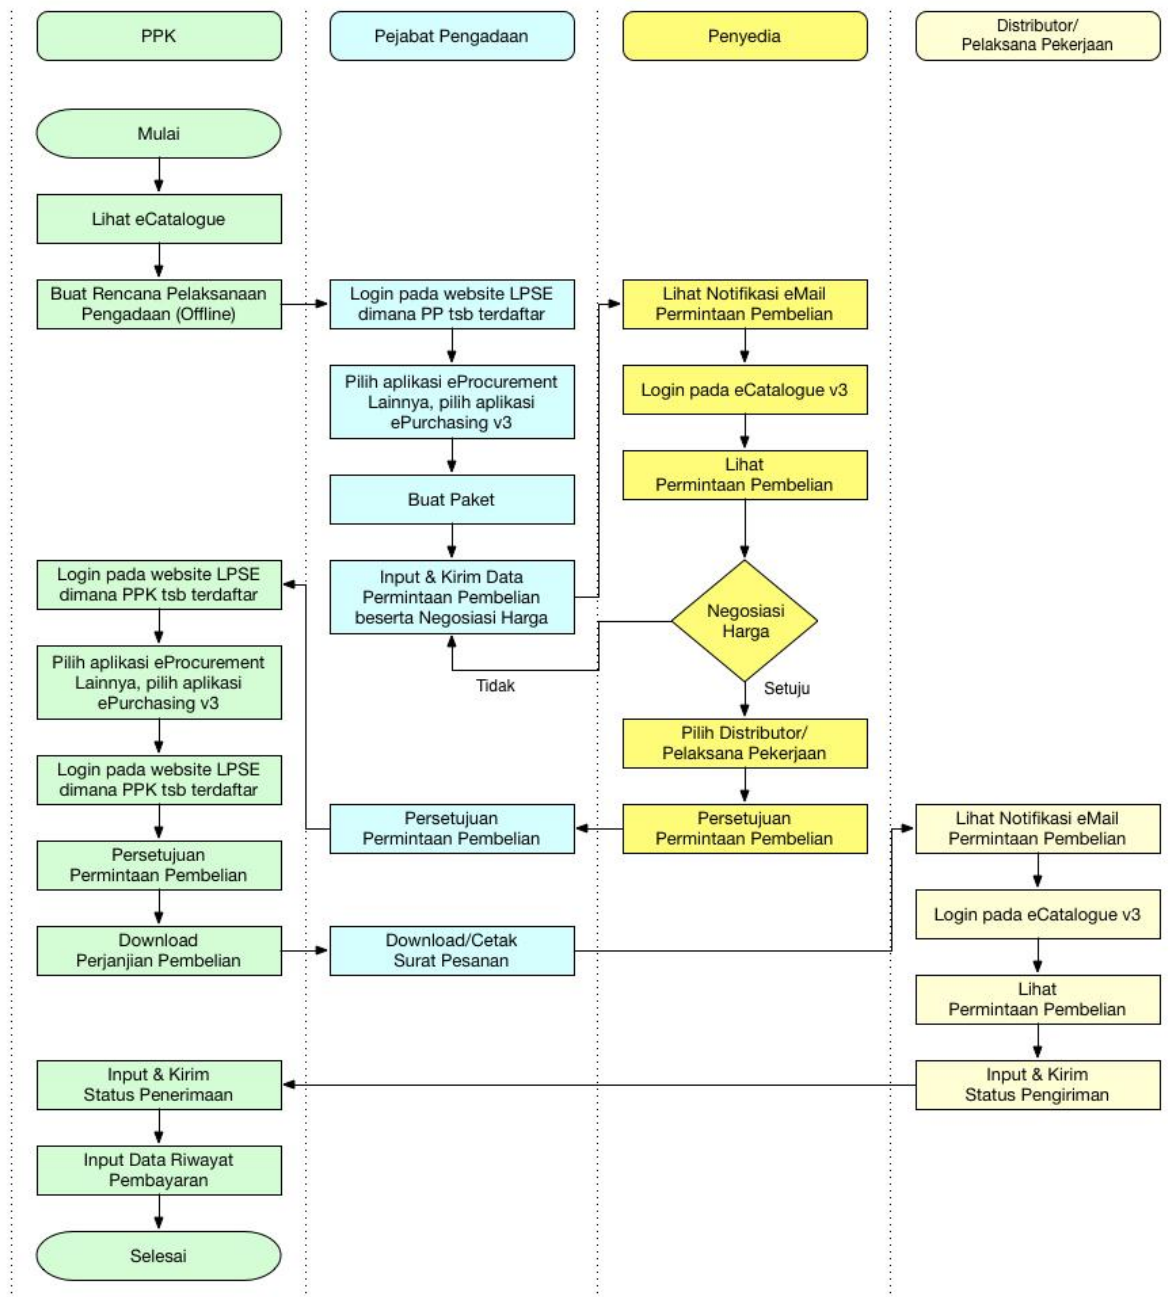 PPK
Pejabat Pengadaan
Penyedia
Distributor/
Pelaksana Pekerjaan
Mulai
Lihat eCatalogue
Buat Rencana Pelaksanaan
Pengadaan (Offline)
Login pada website LPSE
dimana PP tsb terdaftar
Pilih aplikasi eProcurement
Lainnya, pilih aplikasi
ePurchasing v3
Buat Paket
Input & Kirim Data
Permintaan Pembelian
beserta Negosiasi Harga
Lihat Notifikasi eMail
Permintaan Pembelian
Login pada eCatalogue v3
Lihat
Permintaan Pembelian
Negosiasi
Harga
Tidak
Setuju
Pilih Distributor/
Pelaksana Pekerjaan
Persetujuan
Permintaan Pembelian
Persetujuan
Permintaan Pembelian
Login pada website LPSE
dimana PPK tsb terdaftar
Pilih aplikasi eProcurement
Lainnya, pilih aplikasi
ePurchasing v3
Login pada website LPSE
dimana PPK tsb terdaftar
Persetujuan
Permintaan Pembelian
Download
Perjanjian Pembelian
Download/Cetak
Surat Pesanan
Lihat Notifikasi eMail
Permintaan Pembelian
Login pada eCatalogue v3
Lihat
Permintaan Pembelian
Input & Kirim
Status Pengiriman
Input & Kirim
Status Penerimaan
Input Data Riwayat
Pembayaran
Selesai